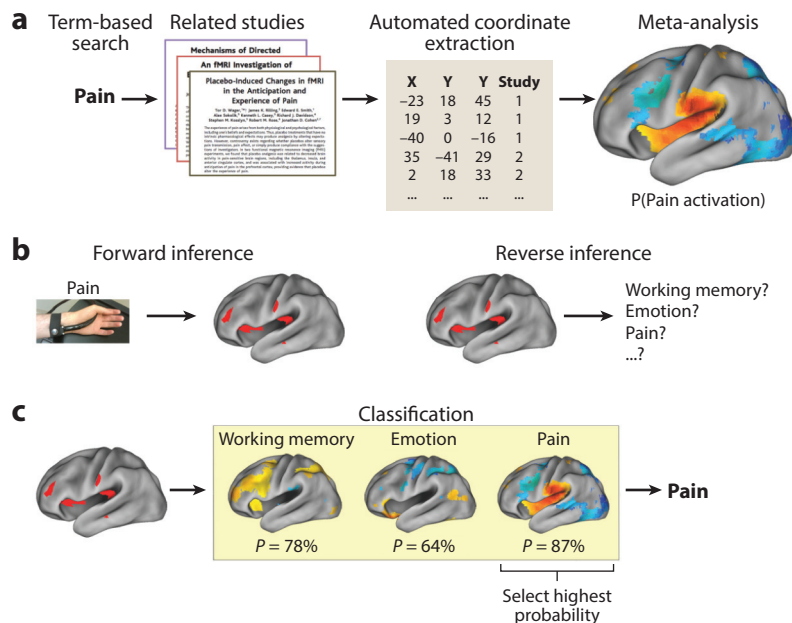 a
Term-based
search
Related studies
Automated coordinate
extraction
Meta-analysis
Pain
Mechanisms of Directed
An fMRI Investigation of
Placebo-Induced Changes in fMRI
in the Anticipation and
Experience of Pain
X Y Y Study
–23 18 45 1
19 3 12 1
–40 0 –16 1
35 –41 29 2
2 18 33 2
... ... ... ...
P(Pain activation)
b
Forward inference
Reverse inference
Pain
Working memory?
Emotion?
Pain?
...?
c
Classification
Working memory
Emotion
Pain
P = 78%
P = 64%
P = 87%
Pain
Select highest
probability